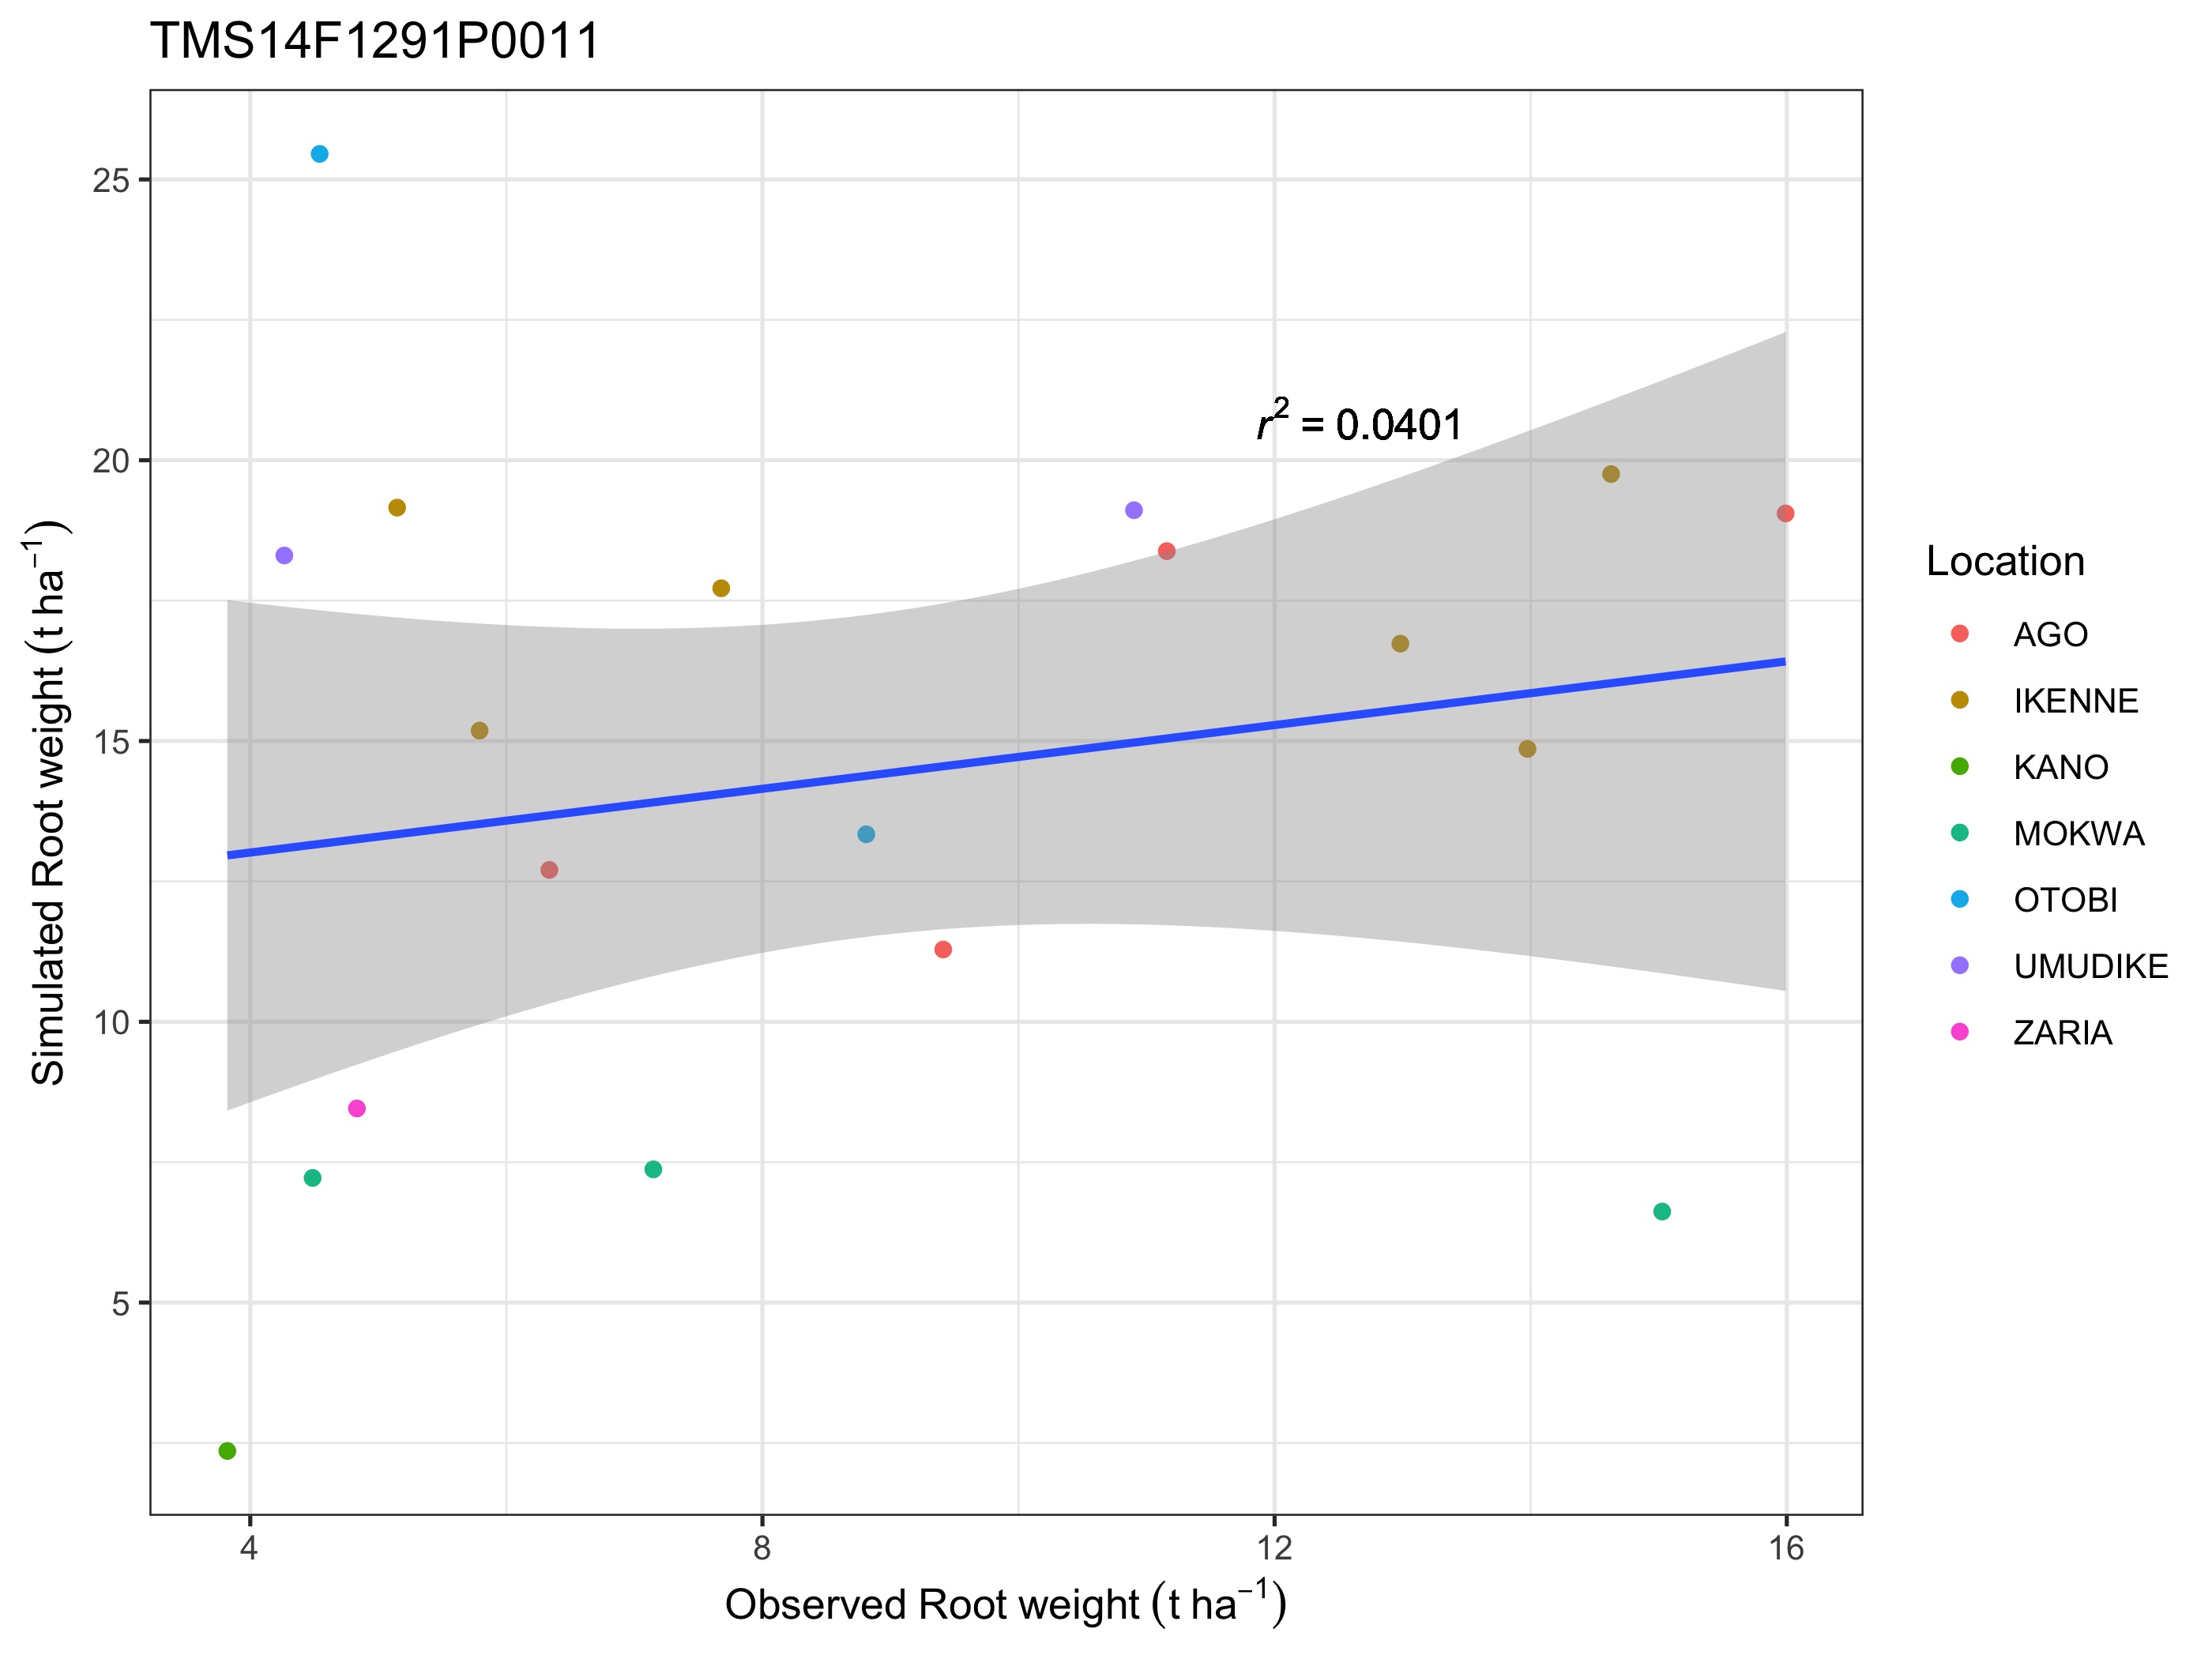 TMS14F1291P0011
25
20
15
10
5
Simulated Root weight (t ha⁻¹)
r² = 0.0401
4 8 12 16
Observed Root weight (t ha⁻¹)
Location
AGO
IKENNE
KANO
MOKWA
OTOBI
UMUDIKE
ZARIA